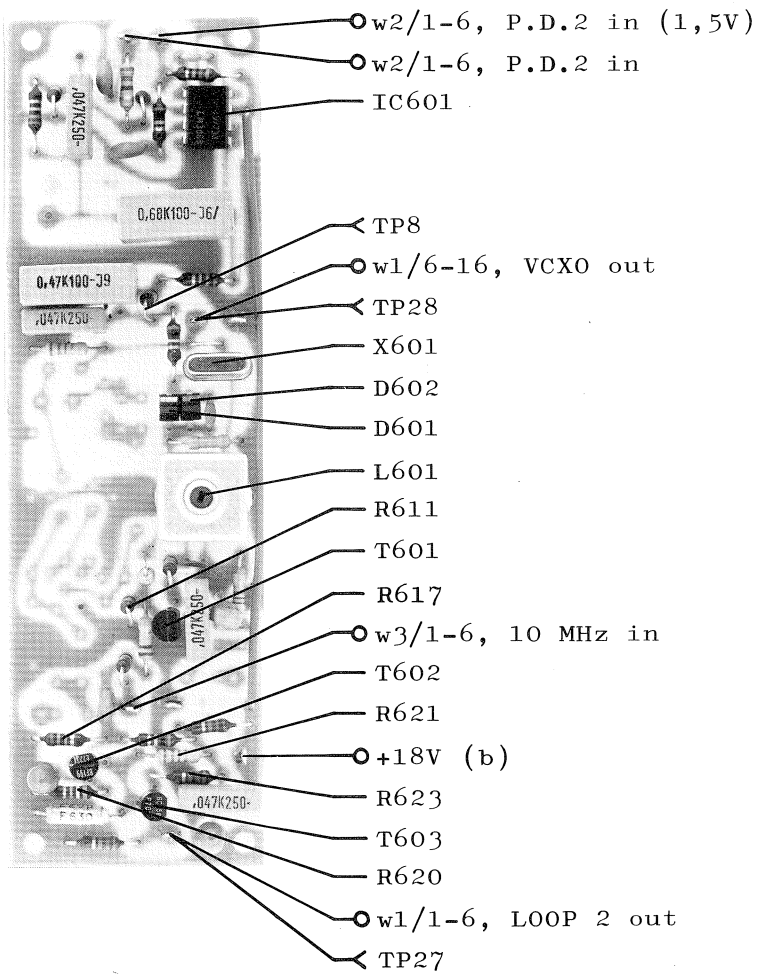 w2/1-6, P.D.2 in (1,5V)
w2/1-6, P.D.2 in
IC601
,047K250-
0,68K100-J6/
TP8
w1/6-16, VCXO out
0,47K100-J9
TP28
,047K250
X601
D602
D601
L601
R611
T601
,047K250-
R617
w3/1-6, 10 MHz in
T602
R621
+18V (b)
R623
,047K250-
T603
R620
w1/1-6, LOOP 2 out
TP27